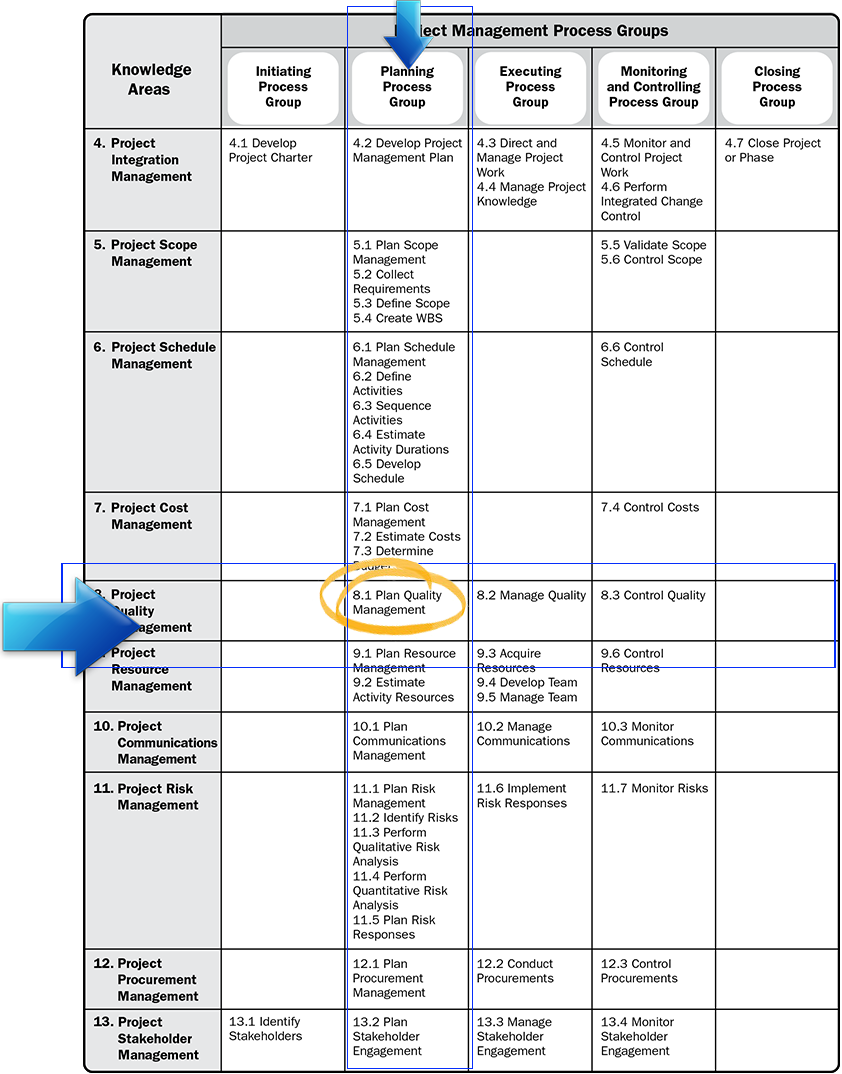 Project Management Process Groups
Knowledge
Areas
Initiating
Process
Group
Planning
Process
Group
Executing
Process
Group
Monitoring
and Controlling
Process Group
Closing
Process
Group
4. Project
Integration
Management
4.1 Develop
Project Charter
4.2 Develop Project
Management Plan
4.3 Direct and
Manage Project
Work
4.4 Manage Project
Knowledge
4.5 Monitor and
Control Project
Work
4.6 Perform
Integrated Change
Control
4.7 Close Project
or Phase
5. Project Scope
Management
5.1 Plan Scope
Management
5.2 Collect
Requirements
5.3 Define Scope
5.4 Create WBS
5.5 Validate Scope
5.6 Control Scope
6. Project Schedule
Management
6.1 Plan Schedule
Management
6.2 Define
Activities
6.3 Sequence
Activities
6.4 Estimate
Activity Durations
6.5 Develop
Schedule
6.6 Control
Schedule
7. Project Cost
Management
7.1 Plan Cost
Management
7.2 Estimate Costs
7.3 Determine
Budget
7.4 Control Costs
8. Project
Quality
Management
8.1 Plan Quality
Management
8.2 Manage Quality
8.3 Control Quality
Project
Resource
Management
9.1 Plan Resource
Management
9.2 Estimate
Activity Resources
9.3 Acquire
Resources
9.4 Develop Team
9.5 Manage Team
9.6 Control
Resources
10. Project
Communications
Management
10.1 Plan
Communications
Management
10.2 Manage
Communications
10.3 Monitor
Communications
11. Project Risk
Management
11.1 Plan Risk
Management
11.2 Identify Risks
11.3 Perform
Qualitative Risk
Analysis
11.4 Perform
Quantitative Risk
Analysis
11.5 Plan Risk
Responses
11.6 Implement
Risk Responses
11.7 Monitor Risks
12. Project
Procurement
Management
12.1 Plan
Procurement
Management
12.2 Conduct
Procurements
12.3 Control
Procurements
13. Project
Stakeholder
Management
13.1 Identify
Stakeholders
13.2 Plan
Stakeholder
Engagement
13.3 Manage
Stakeholder
Engagement
13.4 Monitor
Stakeholder
Engagement